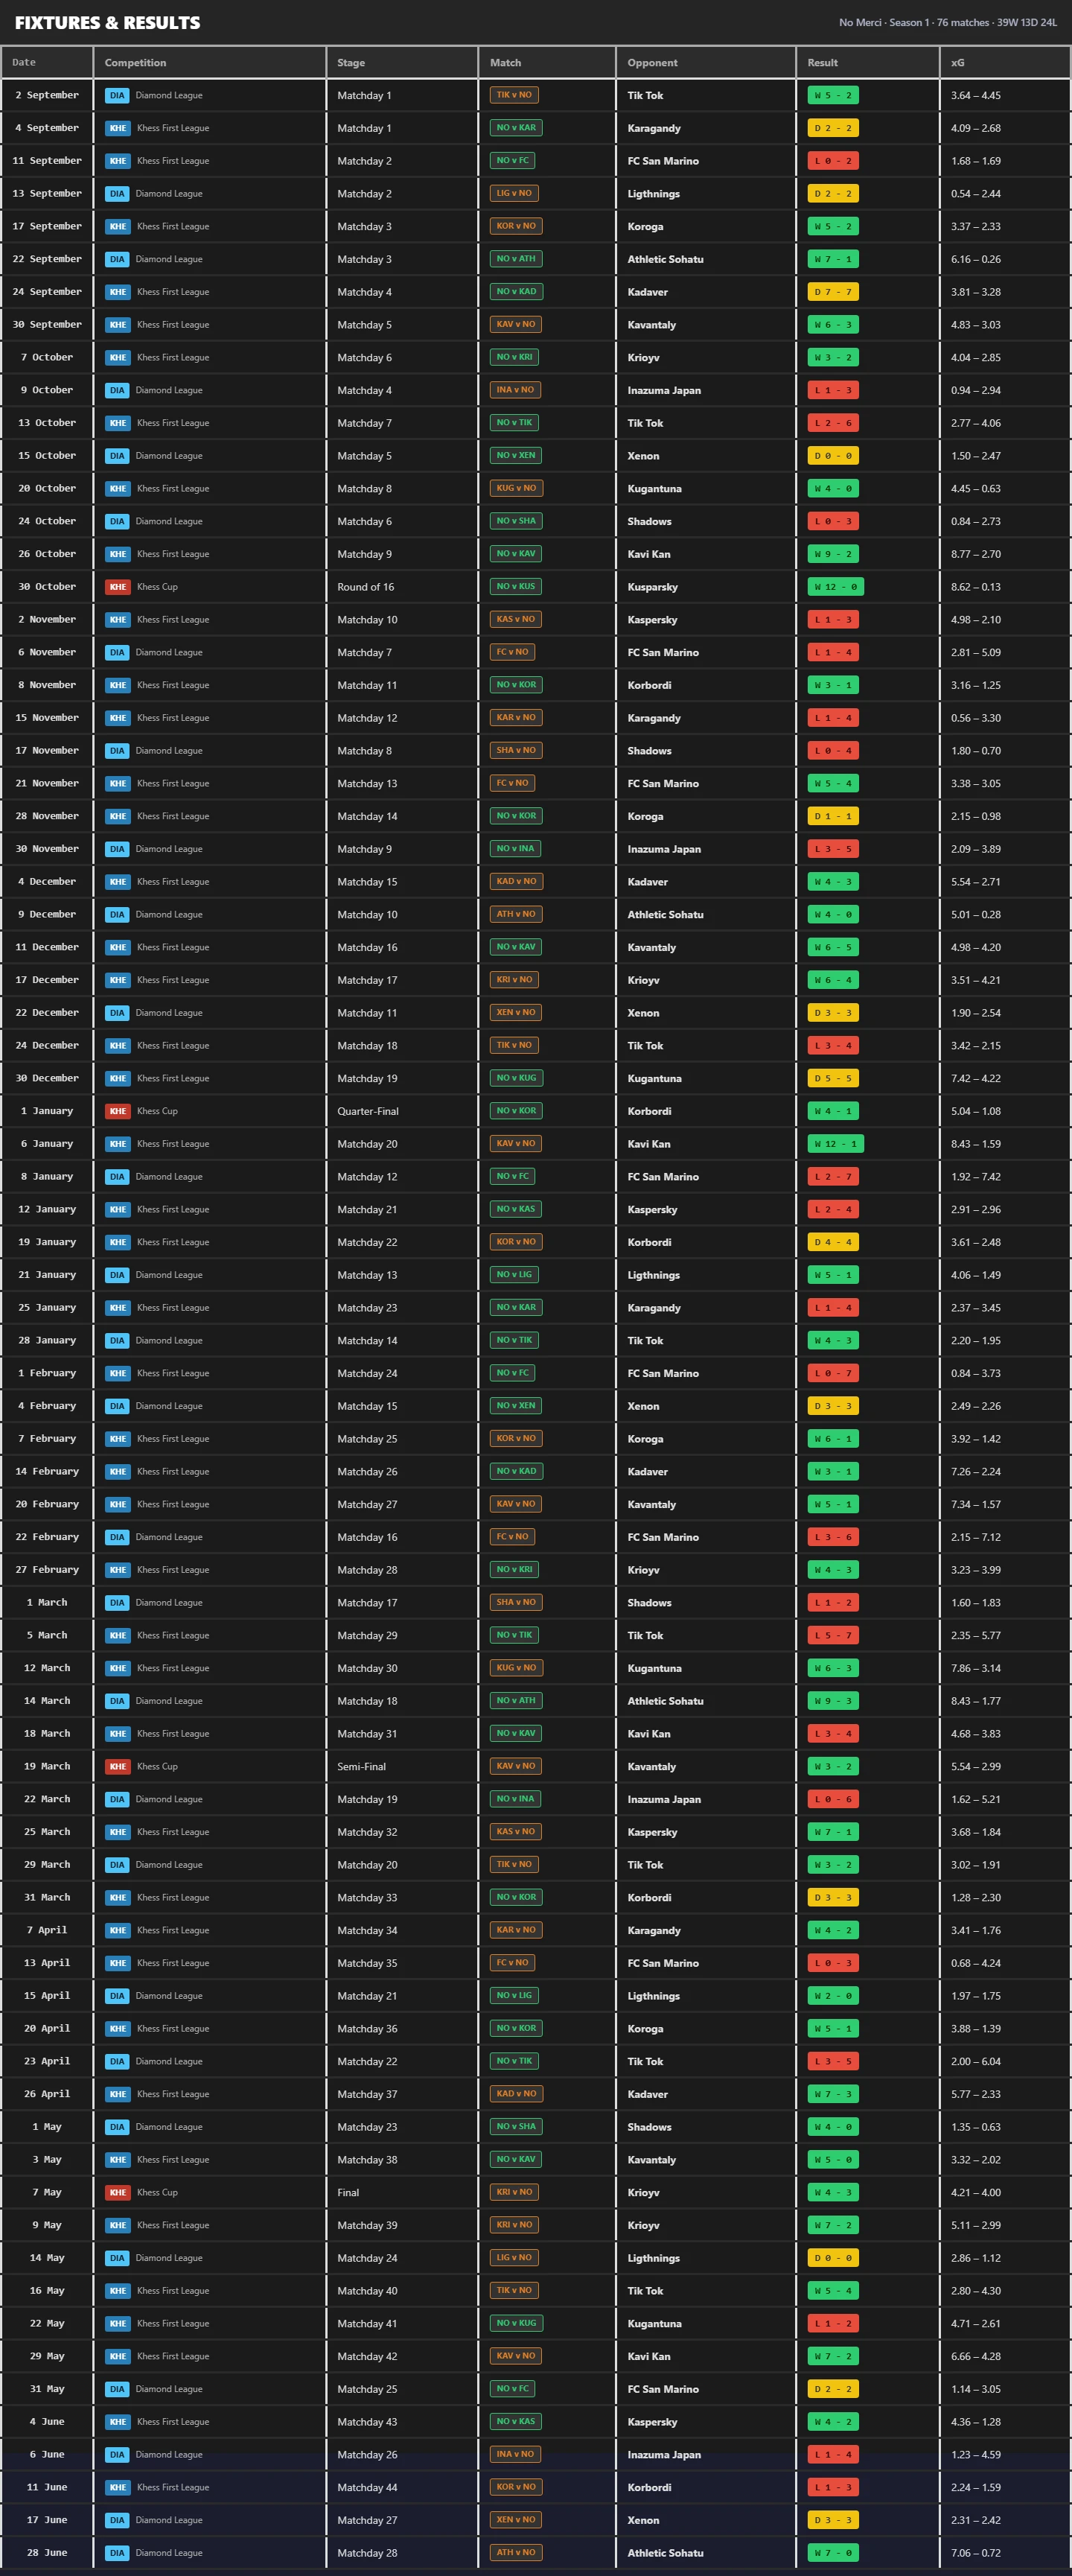 FIXTURES & RESULTS
No Merci · Season 1 · 76 matches · 39W 13D 24L
Date Competition Stage Match Opponent Result xG
2 September DIA Diamond League Matchday 1 TIK v NO Tik Tok W 5 - 2 3.64 – 4.45
4 September KHE Khess First League Matchday 1 NO v KAR Karagandy D 2 - 2 4.09 – 2.68
11 September KHE Khess First League Matchday 2 NO v FC FC San Marino L 0 - 2 1.68 – 1.69
13 September DIA Diamond League Matchday 2 LIG v NO Ligthnings D 2 - 2 0.54 – 2.44
17 September KHE Khess First League Matchday 3 KOR v NO Koroga W 5 - 2 3.37 – 2.33
22 September DIA Diamond League Matchday 3 NO v ATH Athletic Sohatu W 7 - 1 6.16 – 0.26
24 September KHE Khess First League Matchday 4 NO v KAD Kadaver D 7 - 7 3.81 – 3.28
30 September KHE Khess First League Matchday 5 KAV v NO Kavantaly W 6 - 3 4.83 – 3.03
7 October KHE Khess First League Matchday 6 NO v KRI Krioyv W 3 - 2 4.04 – 2.85
9 October DIA Diamond League Matchday 4 INA v NO Inazuma Japan L 1 - 3 0.94 – 2.94
13 October KHE Khess First League Matchday 7 NO v TIK Tik Tok L 2 - 6 2.77 – 4.06
15 October DIA Diamond League Matchday 5 NO v XEN Xenon D 0 - 0 1.50 – 2.47
20 October KHE Khess First League Matchday 8 KUG v NO Kugantuna W 4 - 0 4.45 – 0.63
24 October DIA Diamond League Matchday 6 NO v SHA Shadows L 0 - 3 0.84 – 2.73
26 October KHE Khess First League Matchday 9 NO v KAV Kavi Kan W 9 - 2 8.77 – 2.70
30 October KHE Khess Cup Round of 16 NO v KUS Kusparsky W 12 - 0 8.62 – 0.13
2 November KHE Khess First League Matchday 10 KAS v NO Kaspersky L 1 - 3 4.98 – 2.10
6 November DIA Diamond League Matchday 7 FC v NO FC San Marino L 1 - 4 2.81 – 5.09
8 November KHE Khess First League Matchday 11 NO v KOR Korbordi W 3 - 1 3.16 – 1.25
15 November KHE Khess First League Matchday 12 KAR v NO Karagandy L 1 - 4 0.56 – 3.30
17 November DIA Diamond League Matchday 8 SHA v NO Shadows L 0 - 4 1.80 – 0.70
21 November KHE Khess First League Matchday 13 FC v NO FC San Marino W 5 - 4 3.38 – 3.05
28 November KHE Khess First League Matchday 14 NO v KOR Koroga D 1 - 1 2.15 – 0.98
30 November DIA Diamond League Matchday 9 NO v INA Inazuma Japan L 3 - 5 2.09 – 3.89
4 December KHE Khess First League Matchday 15 KAD v NO Kadaver W 4 - 3 5.54 – 2.71
9 December DIA Diamond League Matchday 10 ATH v NO Athletic Sohatu W 4 - 0 5.01 – 0.28
11 December KHE Khess First League Matchday 16 NO v KAV Kavantaly W 6 - 5 4.98 – 4.20
17 December KHE Khess First League Matchday 17 KRI v NO Krioyv W 6 - 4 3.51 – 4.21
22 December DIA Diamond League Matchday 11 XEN v NO Xenon D 3 - 3 1.90 – 2.54
24 December KHE Khess First League Matchday 18 TIK v NO Tik Tok L 3 - 4 3.42 – 2.15
30 December KHE Khess First League Matchday 19 NO v KUG Kugantuna D 5 - 5 7.42 – 4.22
1 January KHE Khess Cup Quarter-Final NO v KOR Korbordi W 4 - 1 5.04 – 1.08
6 January KHE Khess First League Matchday 20 KAV v NO Kavi Kan W 12 - 1 8.43 – 1.59
8 January DIA Diamond League Matchday 12 NO v FC FC San Marino L 2 - 7 1.92 – 7.42
12 January KHE Khess First League Matchday 21 NO v KAS Kaspersky L 2 - 4 2.91 – 2.96
19 January KHE Khess First League Matchday 22 KOR v NO Korbordi D 4 - 4 3.61 – 2.48
21 January DIA Diamond League Matchday 13 NO v LIG Ligthnings W 5 - 1 4.06 – 1.49
25 January KHE Khess First League Matchday 23 NO v KAR Karagandy L 1 - 4 2.37 – 3.45
28 January DIA Diamond League Matchday 14 NO v TIK Tik Tok W 4 - 3 2.20 – 1.95
1 February KHE Khess First League Matchday 24 NO v FC FC San Marino L 0 - 7 0.84 – 3.73
4 February DIA Diamond League Matchday 15 NO v XEN Xenon D 3 - 3 2.49 – 2.26
7 February KHE Khess First League Matchday 25 KOR v NO Koroga W 6 - 1 3.92 – 1.42
14 February KHE Khess First League Matchday 26 NO v KAD Kadaver W 3 - 1 7.26 – 2.24
20 February KHE Khess First League Matchday 27 KAV v NO Kavantaly W 5 - 1 7.34 – 1.57
22 February DIA Diamond League Matchday 16 FC v NO FC San Marino L 3 - 6 2.15 – 7.12
27 February KHE Khess First League Matchday 28 NO v KRI Krioyv W 4 - 3 3.23 – 3.99
1 March DIA Diamond League Matchday 17 SHA v NO Shadows L 1 - 2 1.60 – 1.83
5 March KHE Khess First League Matchday 29 NO v TIK Tik Tok L 5 - 7 2.35 – 5.77
12 March KHE Khess First League Matchday 30 KUG v NO Kugantuna W 6 - 3 7.86 – 3.14
14 March DIA Diamond League Matchday 18 NO v ATH Athletic Sohatu W 9 - 3 8.43 – 1.77
18 March KHE Khess First League Matchday 31 NO v KAV Kavi Kan L 3 - 4 4.68 – 3.83
19 March KHE Khess Cup Semi-Final KAV v NO Kavantaly W 3 - 2 5.54 – 2.99
22 March DIA Diamond League Matchday 19 NO v INA Inazuma Japan L 0 - 6 1.62 – 5.21
25 March KHE Khess First League Matchday 32 KAS v NO Kaspersky W 7 - 1 3.68 – 1.84
29 March DIA Diamond League Matchday 20 TIK v NO Tik Tok W 3 - 2 3.02 – 1.91
31 March KHE Khess First League Matchday 33 NO v KOR Korbordi D 3 - 3 1.28 – 2.30
7 April KHE Khess First League Matchday 34 KAR v NO Karagandy W 4 - 2 3.41 – 1.76
13 April KHE Khess First League Matchday 35 FC v NO FC San Marino L 0 - 3 0.68 – 4.24
15 April DIA Diamond League Matchday 21 NO v LIG Ligthnings W 2 - 0 1.97 – 1.75
20 April KHE Khess First League Matchday 36 NO v KOR Koroga W 5 - 1 3.88 – 1.39
23 April DIA Diamond League Matchday 22 NO v TIK Tik Tok L 3 - 5 2.00 – 6.04
26 April KHE Khess First League Matchday 37 KAD v NO Kadaver W 7 - 3 5.77 – 2.33
1 May DIA Diamond League Matchday 23 NO v SHA Shadows W 4 - 0 1.35 – 0.63
3 May KHE Khess First League Matchday 38 NO v KAV Kavantaly W 5 - 0 3.32 – 2.02
7 May KHE Khess Cup Final KRI v NO Krioyv W 4 - 3 4.21 – 4.00
9 May KHE Khess First League Matchday 39 KRI v NO Krioyv W 7 - 2 5.11 – 2.99
14 May DIA Diamond League Matchday 24 LIG v NO Ligthnings D 0 - 0 2.86 – 1.12
16 May KHE Khess First League Matchday 40 TIK v NO Tik Tok W 5 - 4 2.80 – 4.30
22 May KHE Khess First League Matchday 41 NO v KUG Kugantuna L 1 - 2 4.71 – 2.61
29 May KHE Khess First League Matchday 42 KAV v NO Kavi Kan W 7 - 2 6.66 – 4.28
31 May DIA Diamond League Matchday 25 NO v FC FC San Marino D 2 - 2 1.14 – 3.05
4 June KHE Khess First League Matchday 43 NO v KAS Kaspersky W 4 - 2 4.36 – 1.28
6 June DIA Diamond League Matchday 26 INA v NO Inazuma Japan L 1 - 4 1.23 – 4.59
11 June KHE Khess First League Matchday 44 KOR v NO Korbordi L 1 - 3 2.24 – 1.59
17 June DIA Diamond League Matchday 27 XEN v NO Xenon D 3 - 3 2.31 – 2.42
28 June DIA Diamond League Matchday 28 ATH v NO Athletic Sohatu W 7 - 0 7.06 – 0.72